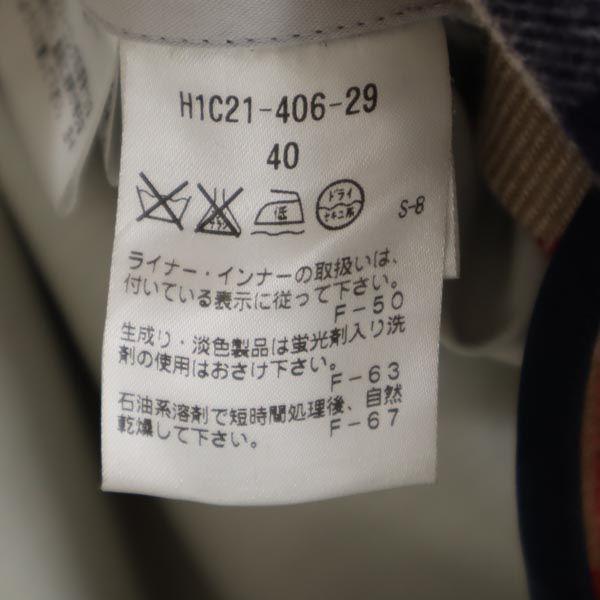 H1C21-406-29
40
低
ドライ
セキユ系
S-8
ライナー・インナーの取扱いは、
付いている表示に従って下さい。
F-50
生成り・淡色製品は蛍光剤入り洗
剤の使用はおさけ下さい。
F-63
石油系溶剤で短時間処理後、自然
乾燥して下さい。
F-67